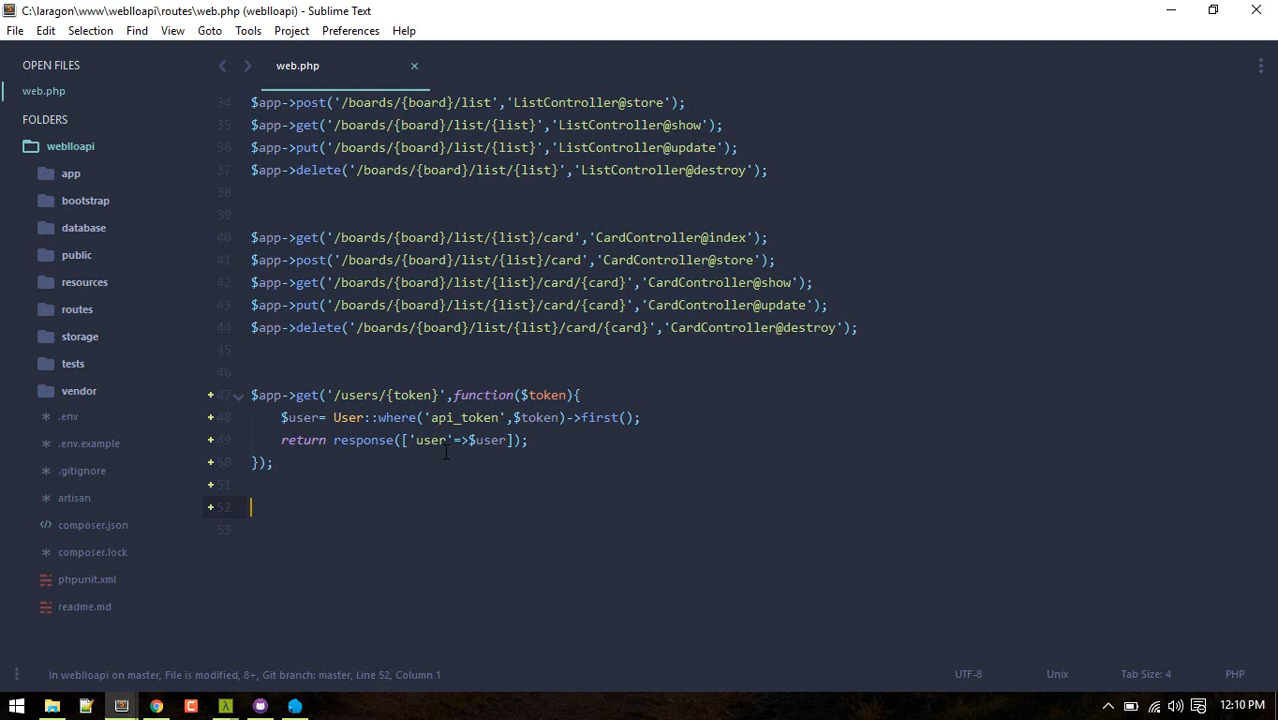 C:\laragon\www\weblloapi\routes\web.php (weblloapi) - Sublime Text
File Edit Selection Find View Goto Tools Project Preferences Help
OPEN FILES
web.php
FOLDERS
weblloapi
app
bootstrap
database
public
resources
routes
storage
tests
vendor
.env
.env.example
.gitignore
artisan
composer.json
composer.lock
phpunit.xml
readme.md
web.php
34 $app->post('/boards/{board}/list','ListController@store');
35 $app->get('/boards/{board}/list/{list}','ListController@show');
36 $app->put('/boards/{board}/list/{list}','ListController@update');
37 $app->delete('/boards/{board}/list/{list}','ListController@destroy');
38
39
40 $app->get('/boards/{board}/list/{list}/card','CardController@index');
41 $app->post('/boards/{board}/list/{list}/card','CardController@store');
42 $app->get('/boards/{board}/list/{list}/card/{card}','CardController@show');
43 $app->put('/boards/{board}/list/{list}/card/{card}','CardController@update');
44 $app->delete('/boards/{board}/list/{list}/card/{card}','CardController@destroy');
45
46
47 $app->get('/users/{token}',function($token){
48 $user= User::where('api_token',$token)->first();
49 return response(['user'=>$user]);
50 });
51
52
53
In weblloapi on master, File is modified, 8+, Git branch: master, Line 52, Column 1 UTF-8 Unix Tab Size: 4 PHP
12:10 PM